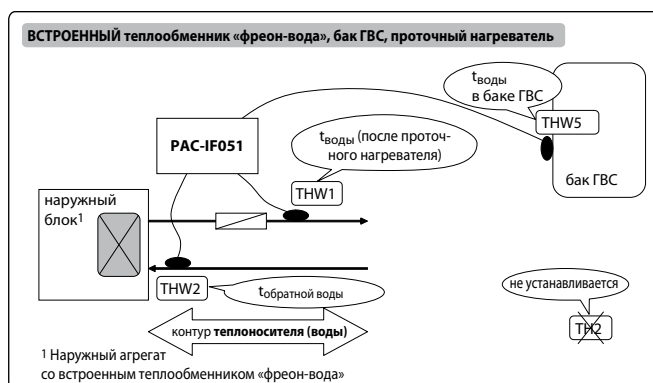 ВСТРОЕННЫЙ теплообменник «фреон-вода», бак ГВС, проточный нагреватель
tводы
в баке ГВС
THW5
PAC-IF051
tводы (после проточ-
ного нагревателя)
THW1
бак ГВС
наружный
блок1
THW2
tобратной воды
не устанавливается
TH2
контур теплоносителя (воды)
1 Наружный агрегат
со встроенным теплообменником «фреон-вода»